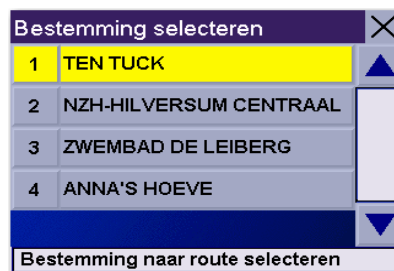 Bestemming selecteren
1 TEN TUCK
2 NZH-HILVERSUM CENTRAAL
3 ZWEMBAD DE LEIBERG
4 ANNA'S HOEVE
Bestemming naar route selecteren